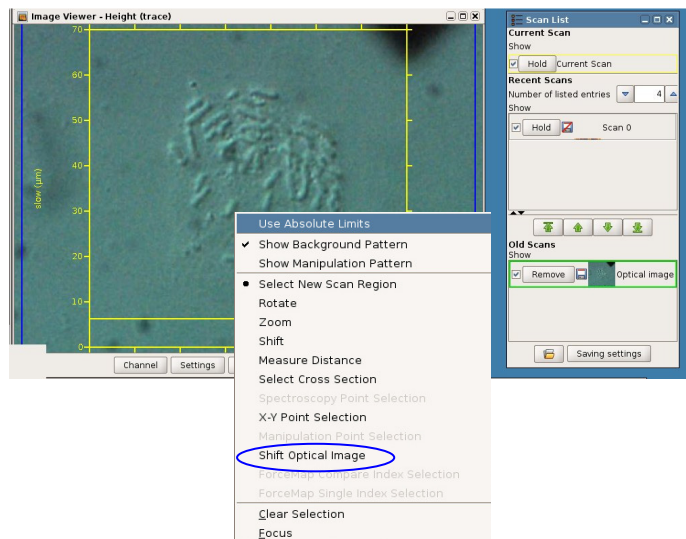 Image Viewer - Height (trace)
70
60
50
40
30
20
10
0
slow (µm)
Channel
Settings
Use Absolute Limits
Show Background Pattern
Show Manipulation Pattern
Select New Scan Region
Rotate
Zoom
Shift
Measure Distance
Select Cross Section
Spectroscopy Point Selection
X-Y Point Selection
Manipulation Point Selection
Shift Optical Image
ForceMap Compare Index Selection
ForceMap Single Index Selection
Clear Selection
Focus
Scan List
Current Scan
Show
Hold Current Scan
Recent Scans
Number of listed entries 4
Show
Hold Scan 0
Old Scans
Show
Remove Optical image
Saving settings